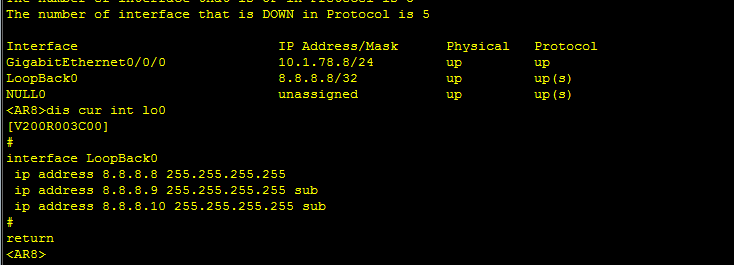 The number of interface that is DOWN in Protocol is 5
Interface IP Address/Mask Physical Protocol
GigabitEthernet0/0/0 10.1.78.8/24 up up
LoopBack0 8.8.8.8/32 up up(s)
NULL0 unassigned up up(s)
<AR8>dis cur int lo0
[V200R003C00]
#
interface LoopBack0
ip address 8.8.8.8 255.255.255.255
ip address 8.8.8.9 255.255.255.255 sub
ip address 8.8.8.10 255.255.255.255 sub
#
return
<AR8>